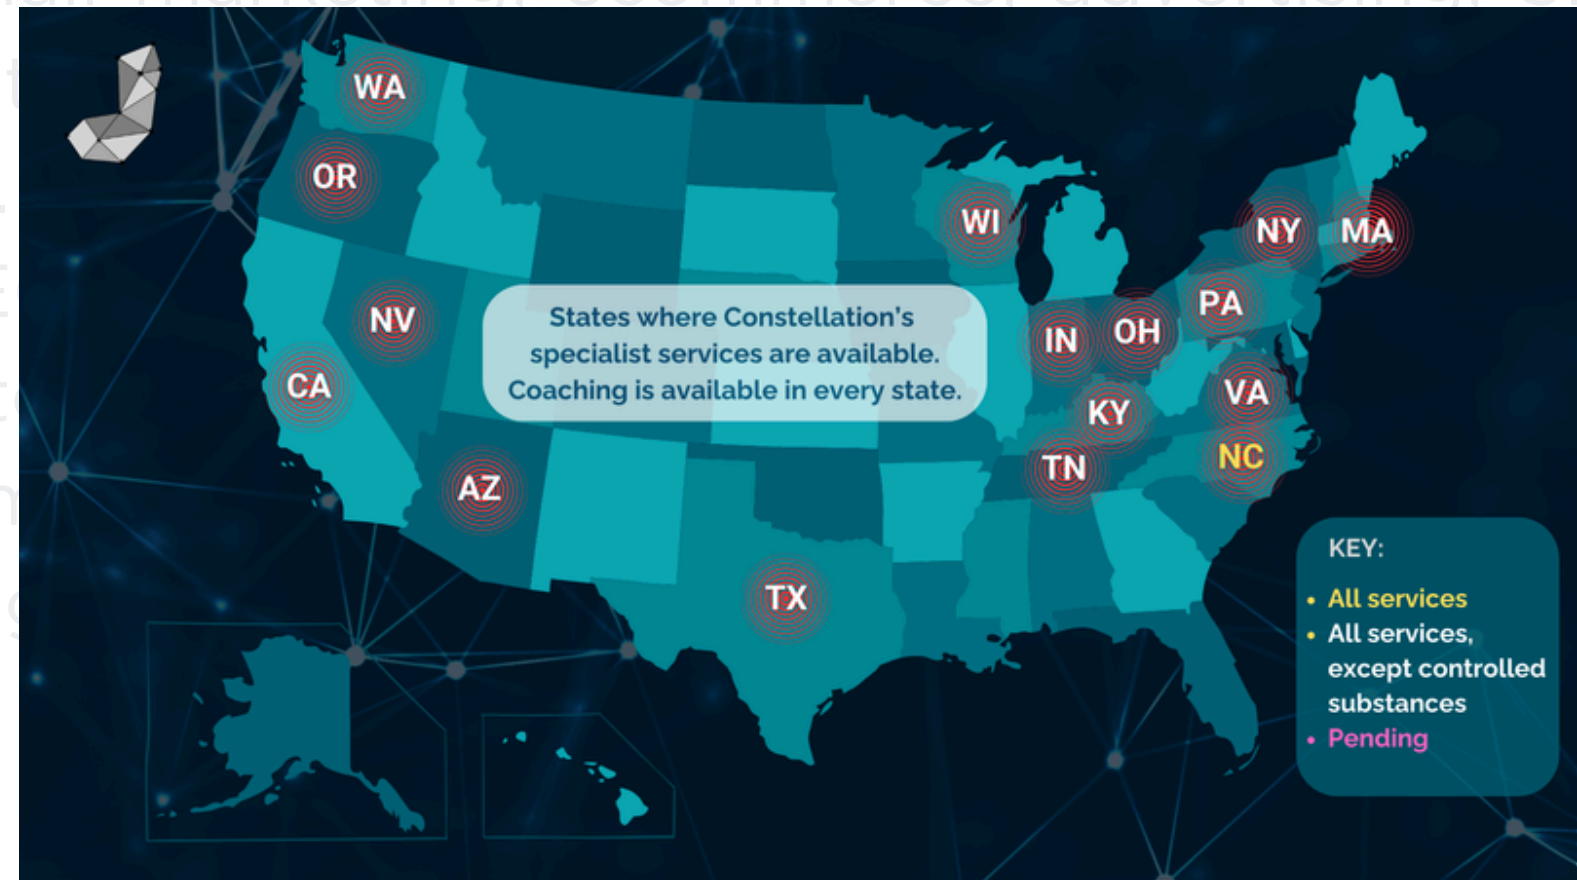 WA
OR
WI
NY
MA
NV
PA
IN
OH
CA
VA
KY
TN
NC
AZ
TX
States where Constellation's
specialist services are available.
Coaching is available in every state.
KEY:
• All services
• All services,
except controlled
substances
• Pending